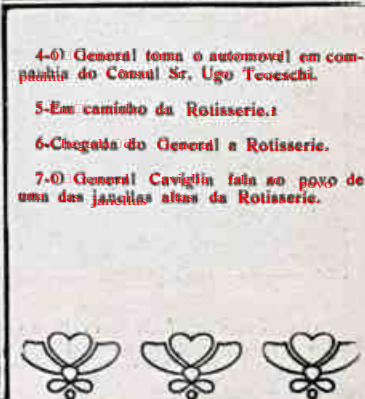 4-O General toma o automovel em com-
panhia do Consul Sr. Ugo Tedeschi.
5-Em caminho da Rotisserie.
6-Chegada do General a Rotisserie.
7-O General Caviglia fala ao povo de
uma das janellas altas da Rotisserie.